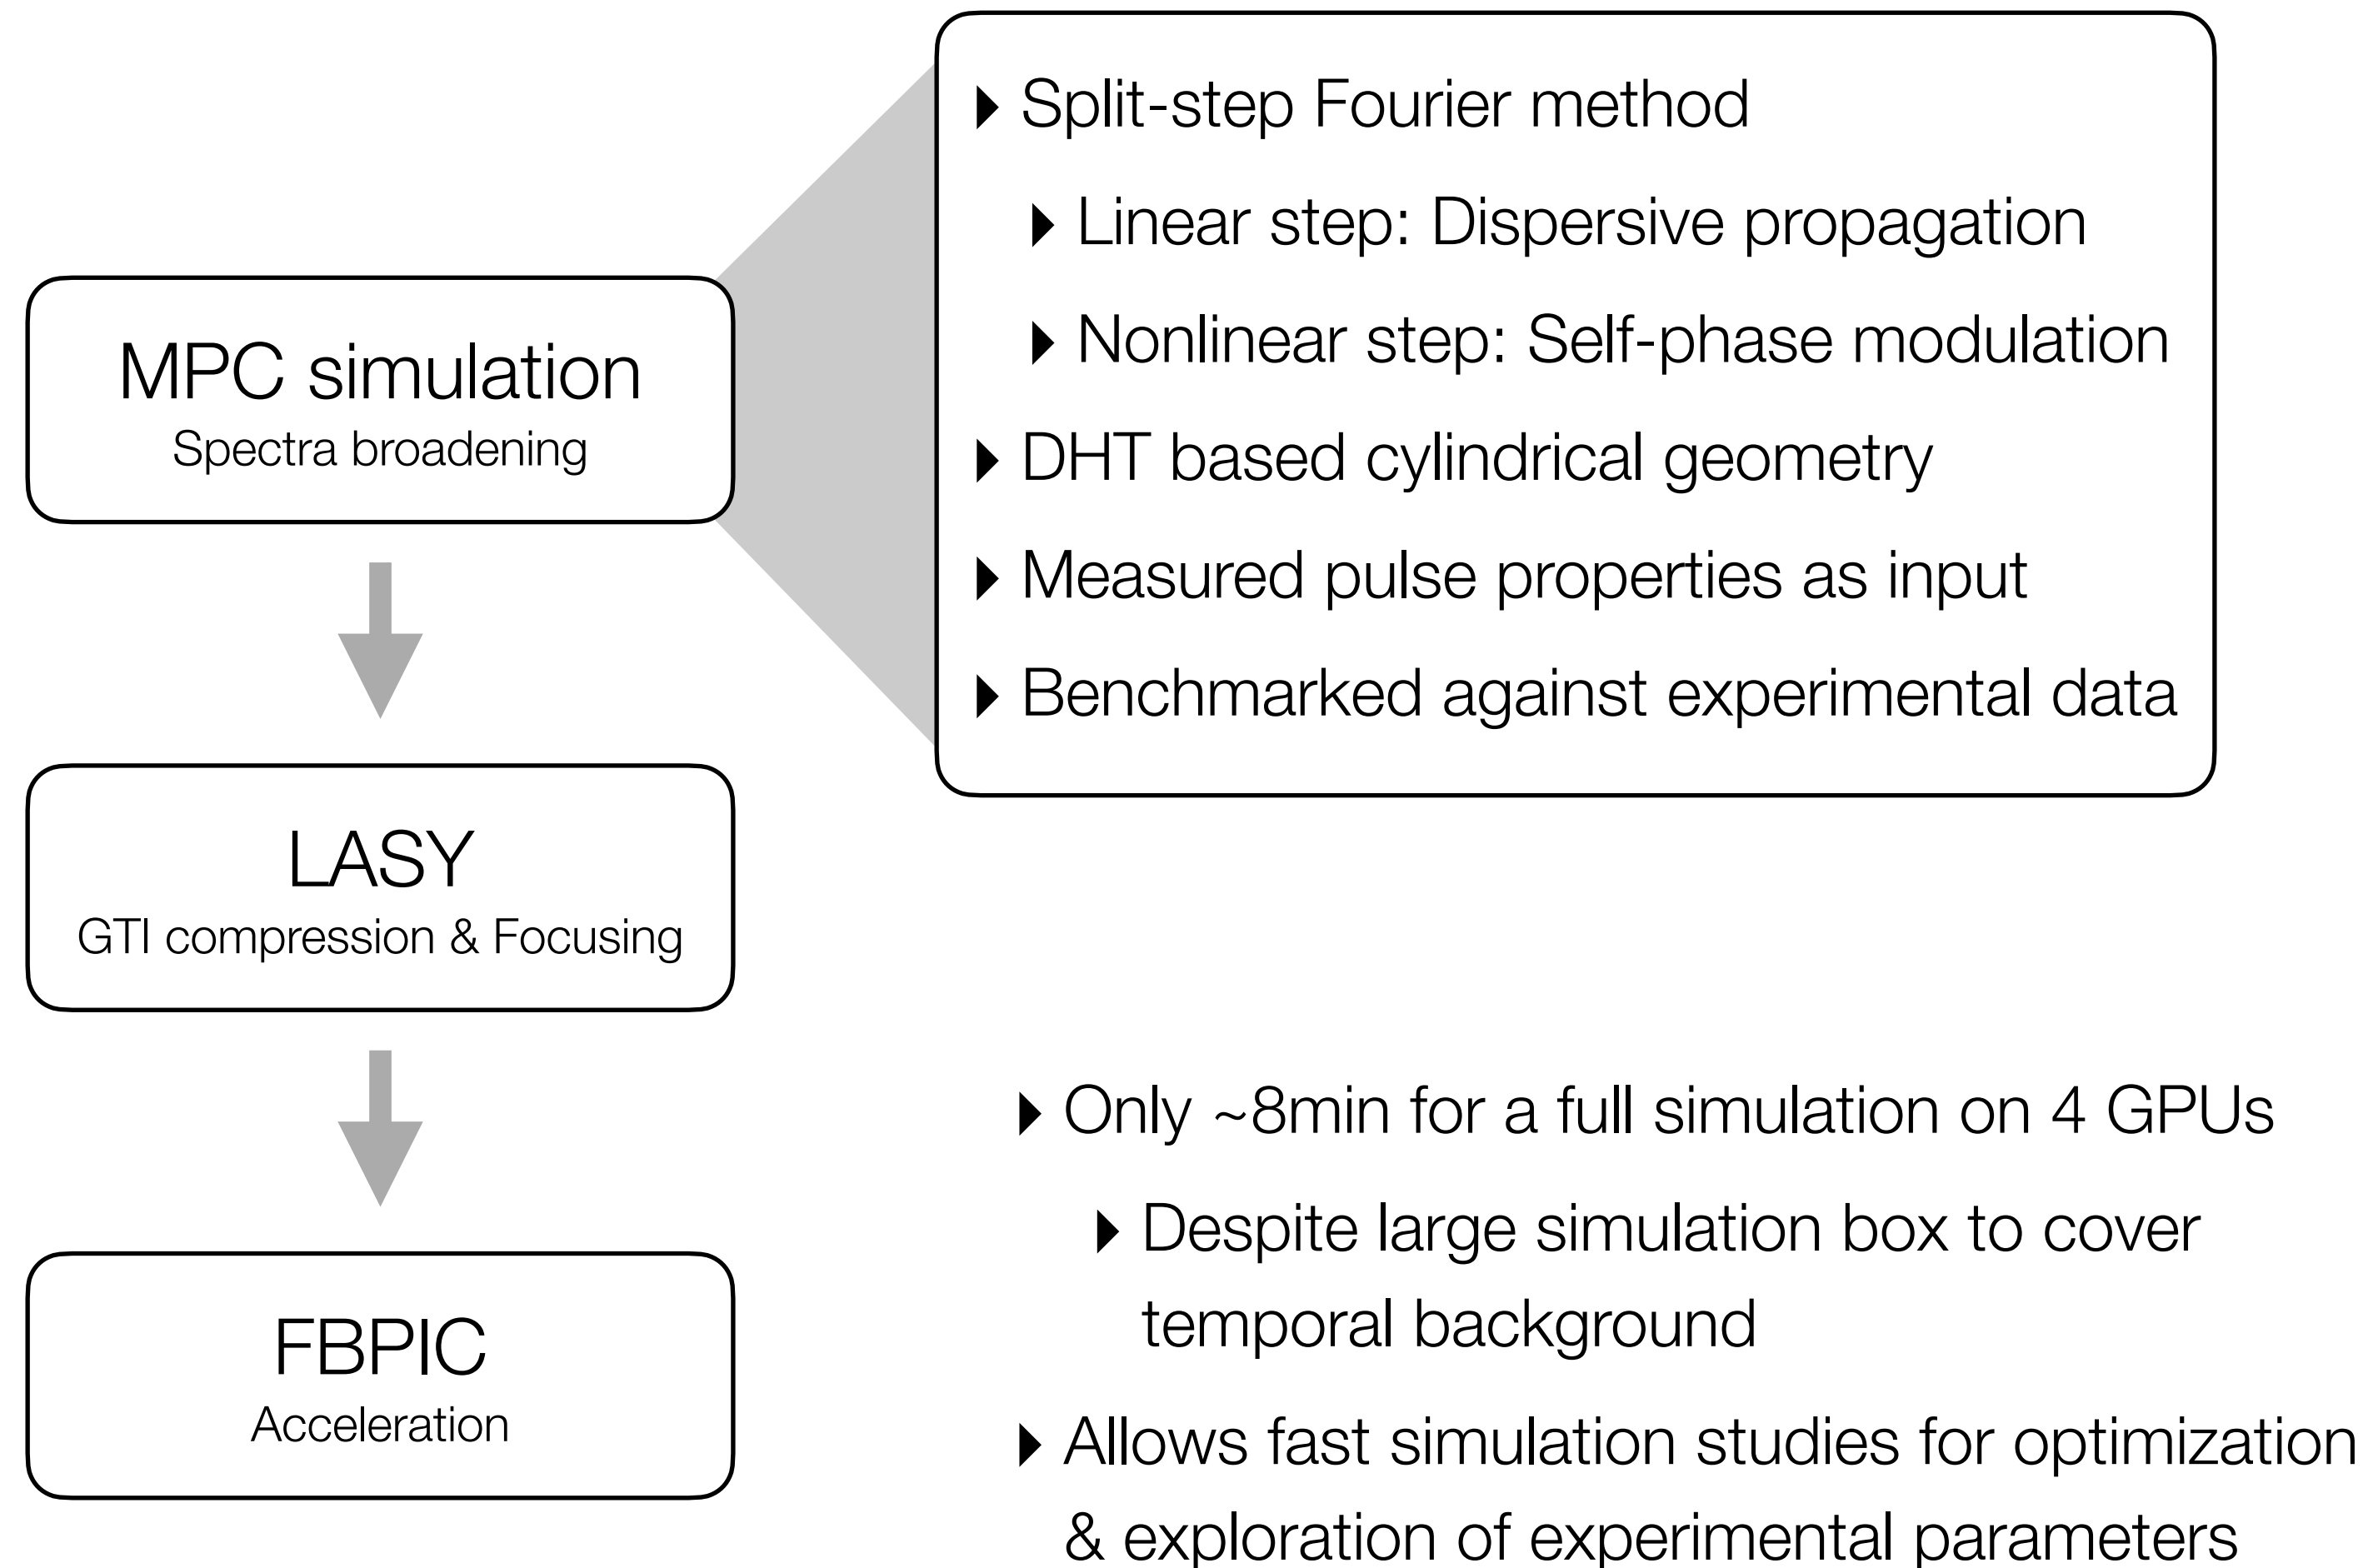 MPC simulation
Spectra broadening
LASY
GTI compression & Focusing
FBPIC
Acceleration
Split-step Fourier method
Linear step: Dispersive propagation
Nonlinear step: Self-phase modulation
DHT based cylindrical geometry
Measured pulse properties as input
Benchmarked against experimental data
Only ~8min for a full simulation on 4 GPUs
Despite large simulation box to cover
temporal background
Allows fast simulation studies for optimization
& exploration of experimental parameters